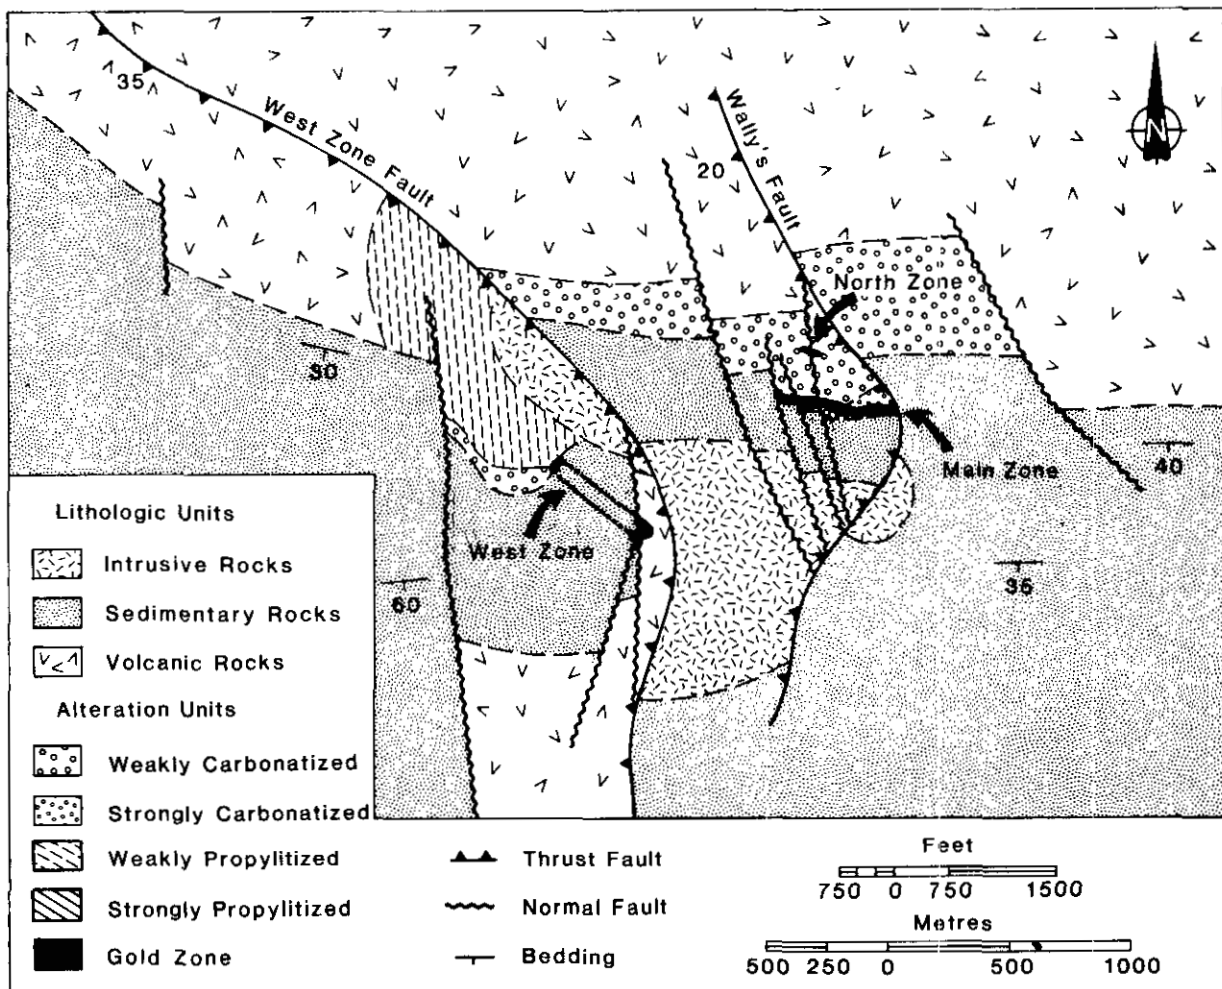 35
West Zone Fault
Wally's Fault
20
N
North Zone
30
Main Zone
40
West Zone
60
35
Lithologic Units
Intrusive Rocks
Sedimentary Rocks
Volcanic Rocks
Alteration Units
Weakly Carbonatized
Strongly Carbonatized
Weakly Propylitized
Strongly Propylitized
Gold Zone
Thrust Fault
Normal Fault
Bedding
Feet
750 0 750 1500
Metres
500 250 0 500 1000